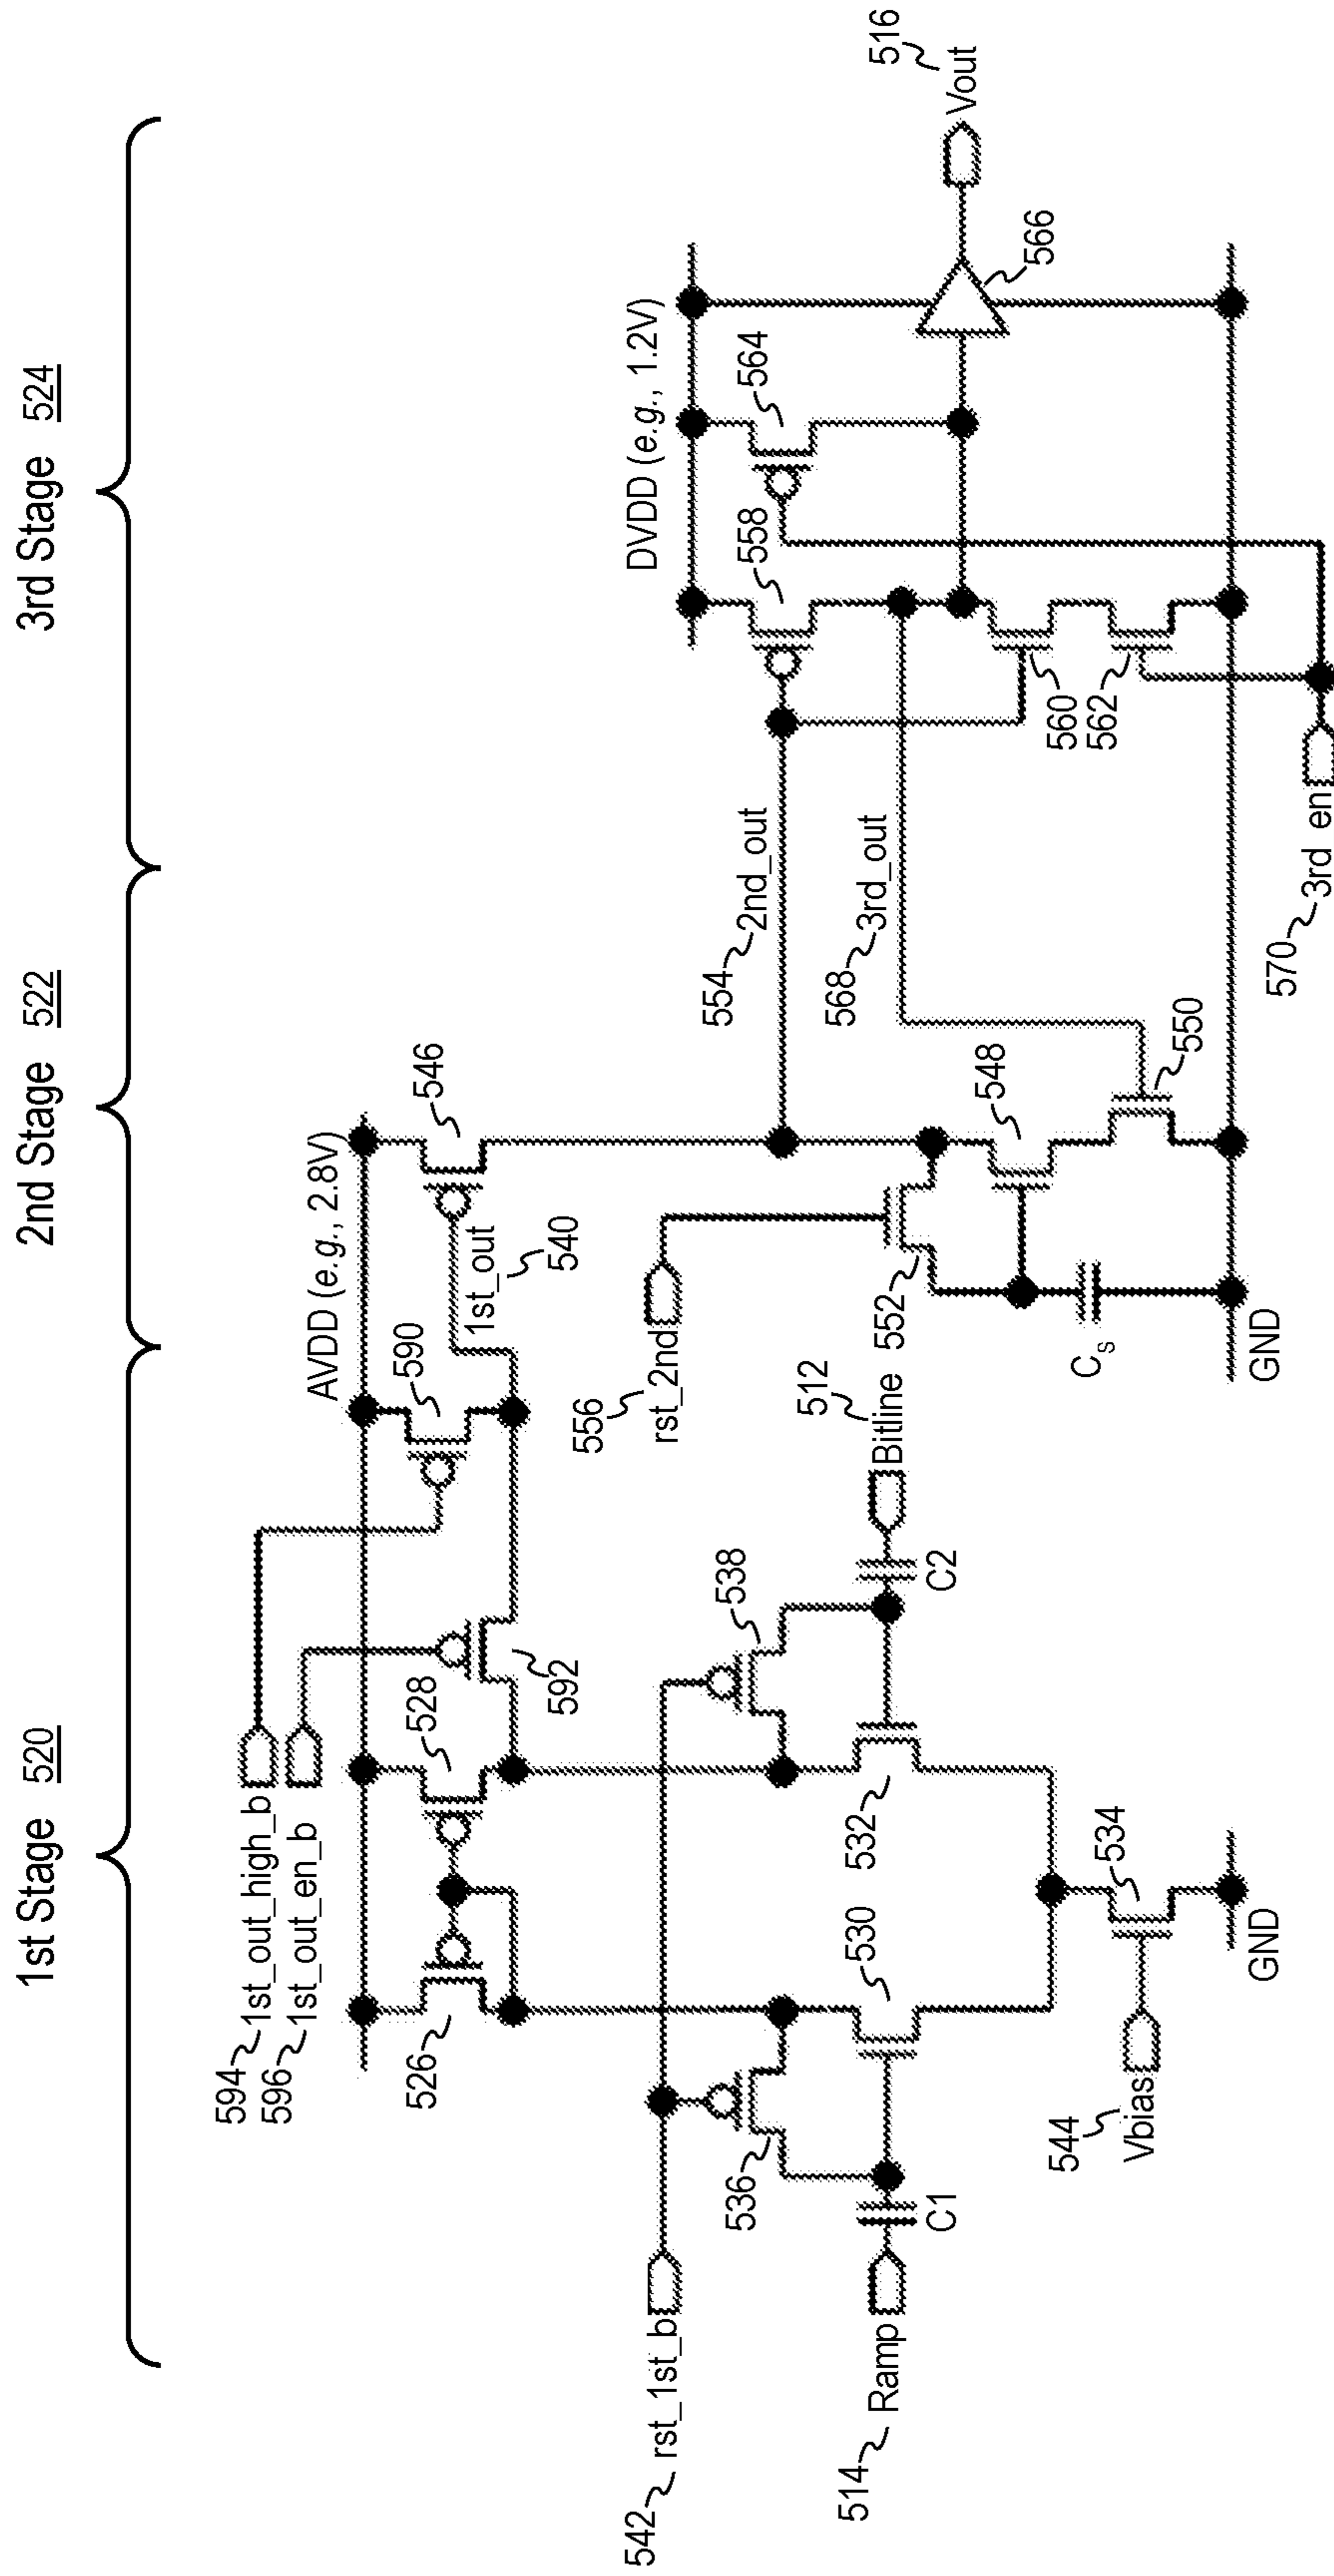 1st Stage 520
2nd Stage 522
3rd Stage 524
594 1st_out_high_b
596 1st_out_en_b
AVDD (e.g., 2.8V)
526
528
590
546
592
1st_out
540
DVDD (e.g., 1.2V)
542 rst_1st_b
536
538
556
rst_2nd
554 2nd_out
568 3rd_out
558
564
514 Ramp
C1
530
532
C2
512
Bitline
552
548
550
560
562
566
516
Vout
544
Vbias
534
GND
Cs
GND
570 3rd_en